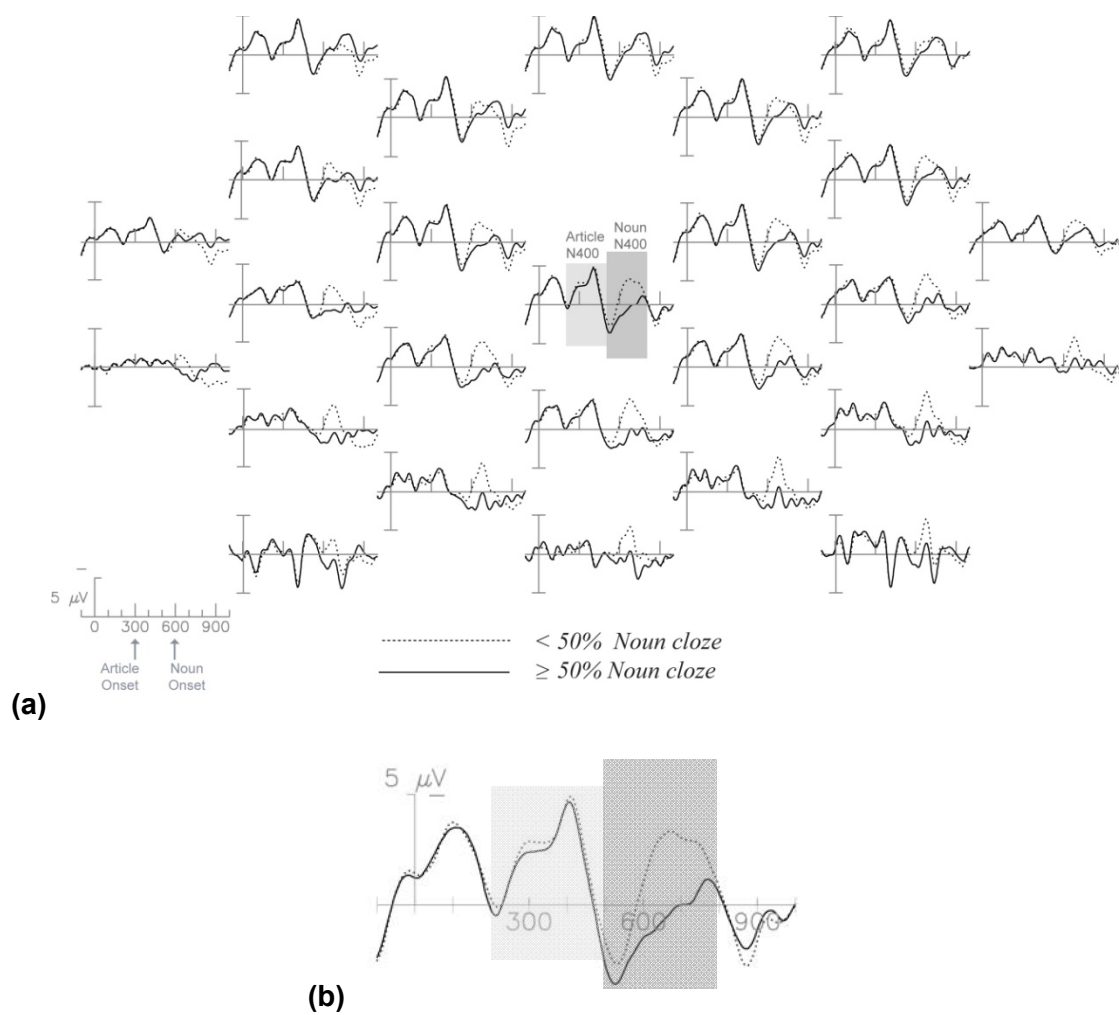 Article
N400
Noun
N400
5 μV
0 300 600 900
Article
Onset
Noun
Onset
< 50% Noun cloze
≥ 50% Noun cloze
(a)
5 μV
300 600 900
(b)